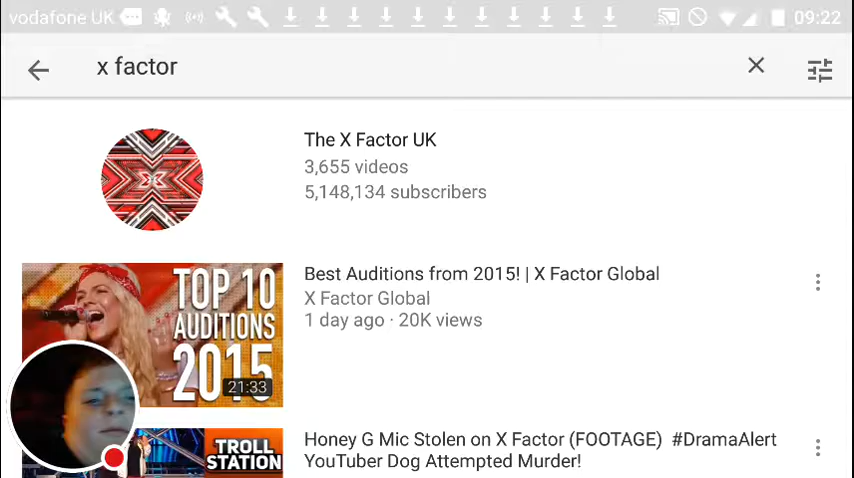 vodafone UK 09:22
x factor
The X Factor UK
3,655 videos
5,148,134 subscribers
TOP 10
AUDITIONS
2015
21:33
Best Auditions from 2015! | X Factor Global
X Factor Global
1 day ago · 20K views
TROLL
STATION
Honey G Mic Stolen on X Factor (FOOTAGE) #DramaAlert
YouTuber Dog Attempted Murder!